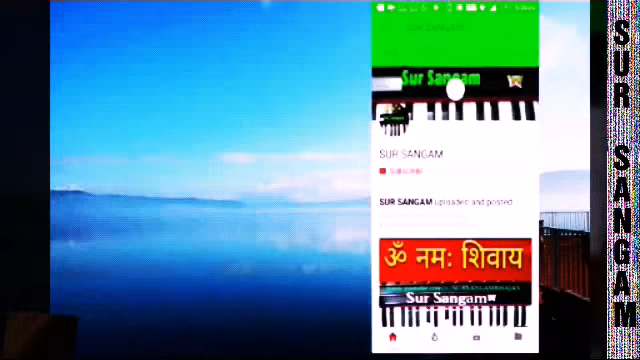 Sur Sangam
SUR SANGAM
SUBSCRIBE
SUR SANGAM uploaded and posted
ॐ नमः शिवाय
Sur Sangam
SUR SANGAM